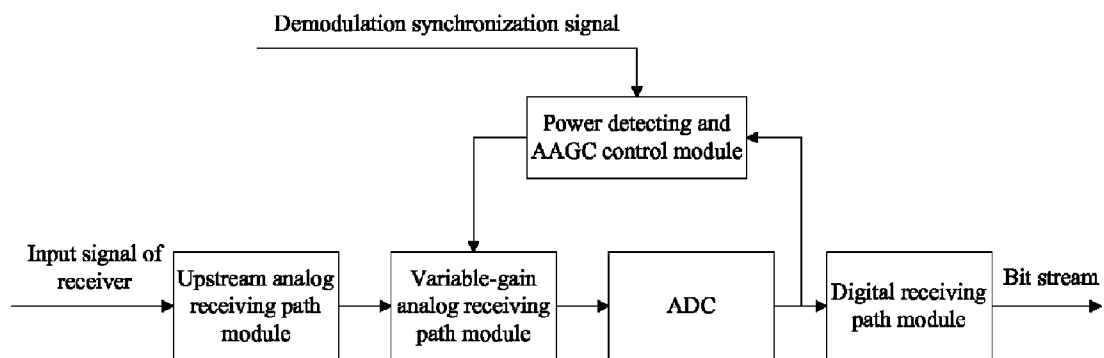 Demodulation synchronization signal
Power detecting and
AAGC control module
Input signal of
receiver
Upstream analog
receiving path
module
Variable-gain
analog receiving
path module
ADC
Digital receiving
path module
Bit stream